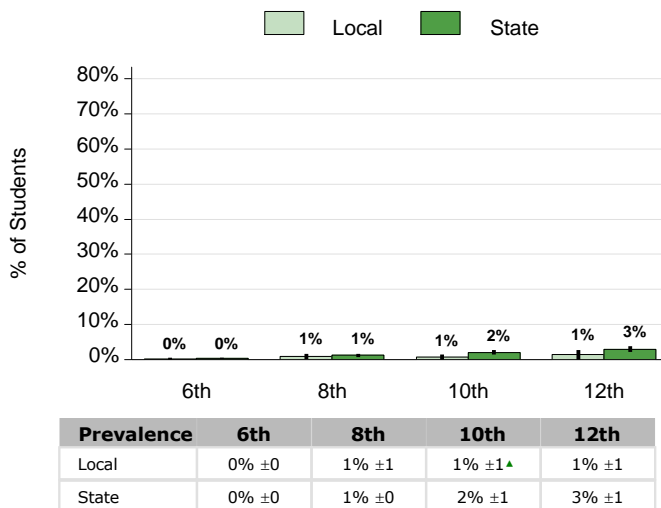 Local State
% of Students
80%
70%
60%
50%
40%
30%
20%
10%
0%
0% 0% 1% 1% 1% 2% 1% 3%
6th 8th 10th 12th
Prevalence 6th 8th 10th 12th
Local 0% ±0 1% ±1 1% ±1▲ 1% ±1
State 0% ±0 1% ±0 2% ±1 3% ±1